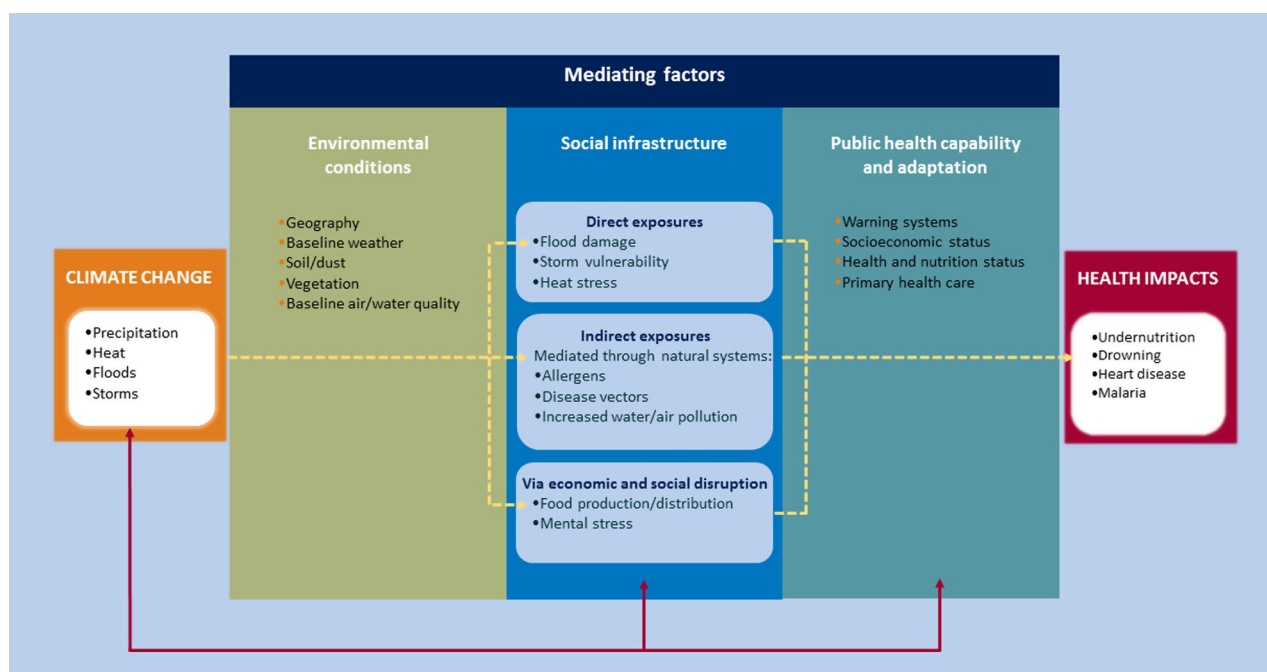 Mediating factors
Environmental
conditions
Social infrastructure
Public health capability
and adaptation
CLIMATE CHANGE
•Precipitation
•Heat
•Floods
•Storms
•Geography
•Baseline weather
•Soil/dust
•Vegetation
•Baseline air/water quality
Direct exposures
•Flood damage
•Storm vulnerability
•Heat stress
Indirect exposures
Mediated through natural systems:
•Allergens
•Disease vectors
•Increased water/air pollution
Via economic and social disruption
•Food production/distribution
•Mental stress
•Warning systems
•Socioeconomic status
•Health and nutrition status
•Primary health care
HEALTH IMPACTS
•Undernutrition
•Drowning
•Heart disease
•Malaria